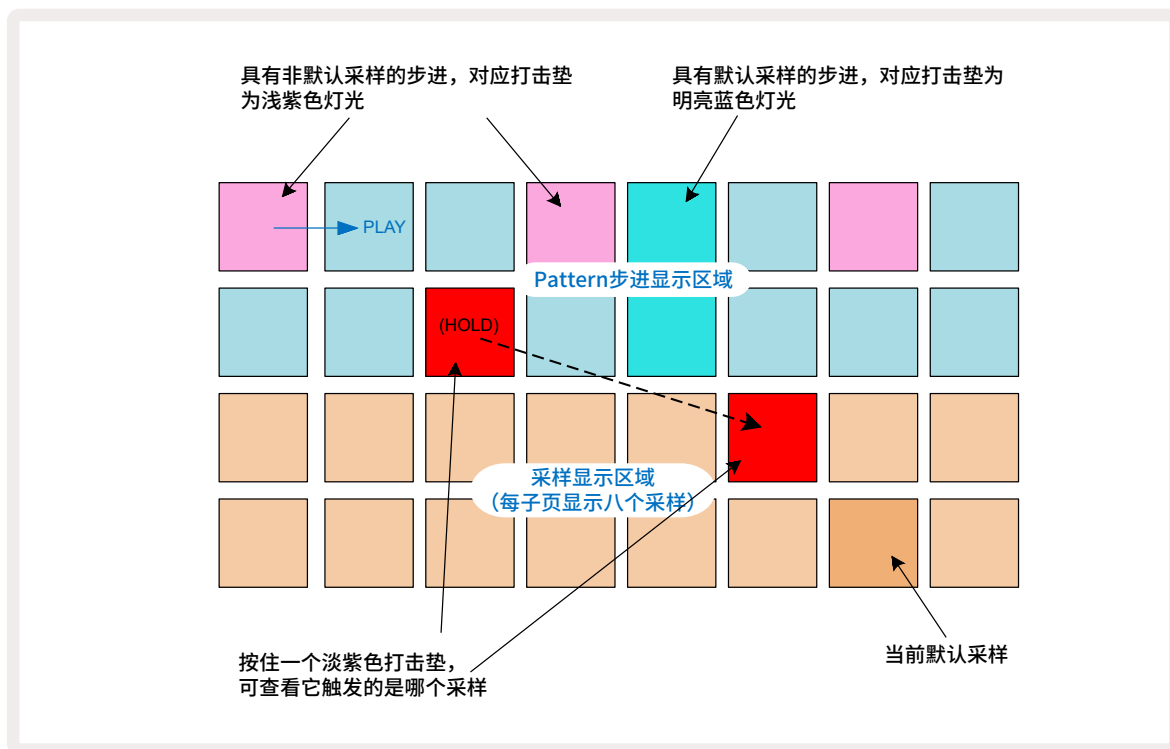 具有非默认采样的步进，对应打击垫
为浅紫色灯光
具有默认采样的步进，对应打击垫为
明亮蓝色灯光
PLAY
Pattern步进显示区域
(HOLD)
采样显示区域
（每子页显示八个采样）
按住一个淡紫色打击垫，
可查看它触发的是哪个采样
当前默认采样